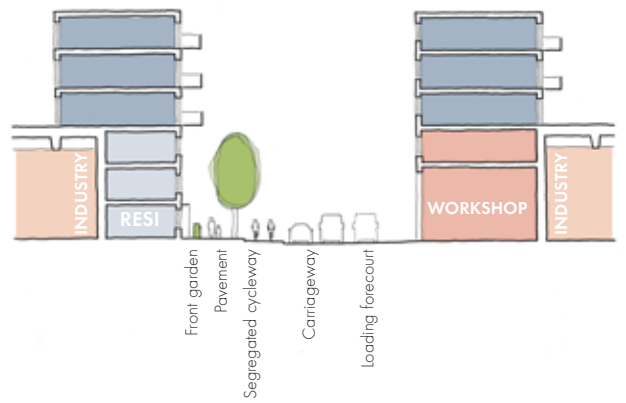 INDUSTRY
RESI
WORKSHOP
INDUSTRY
Front garden
Pavement
Segregated cycleway
Carriageway
Loading forecourt